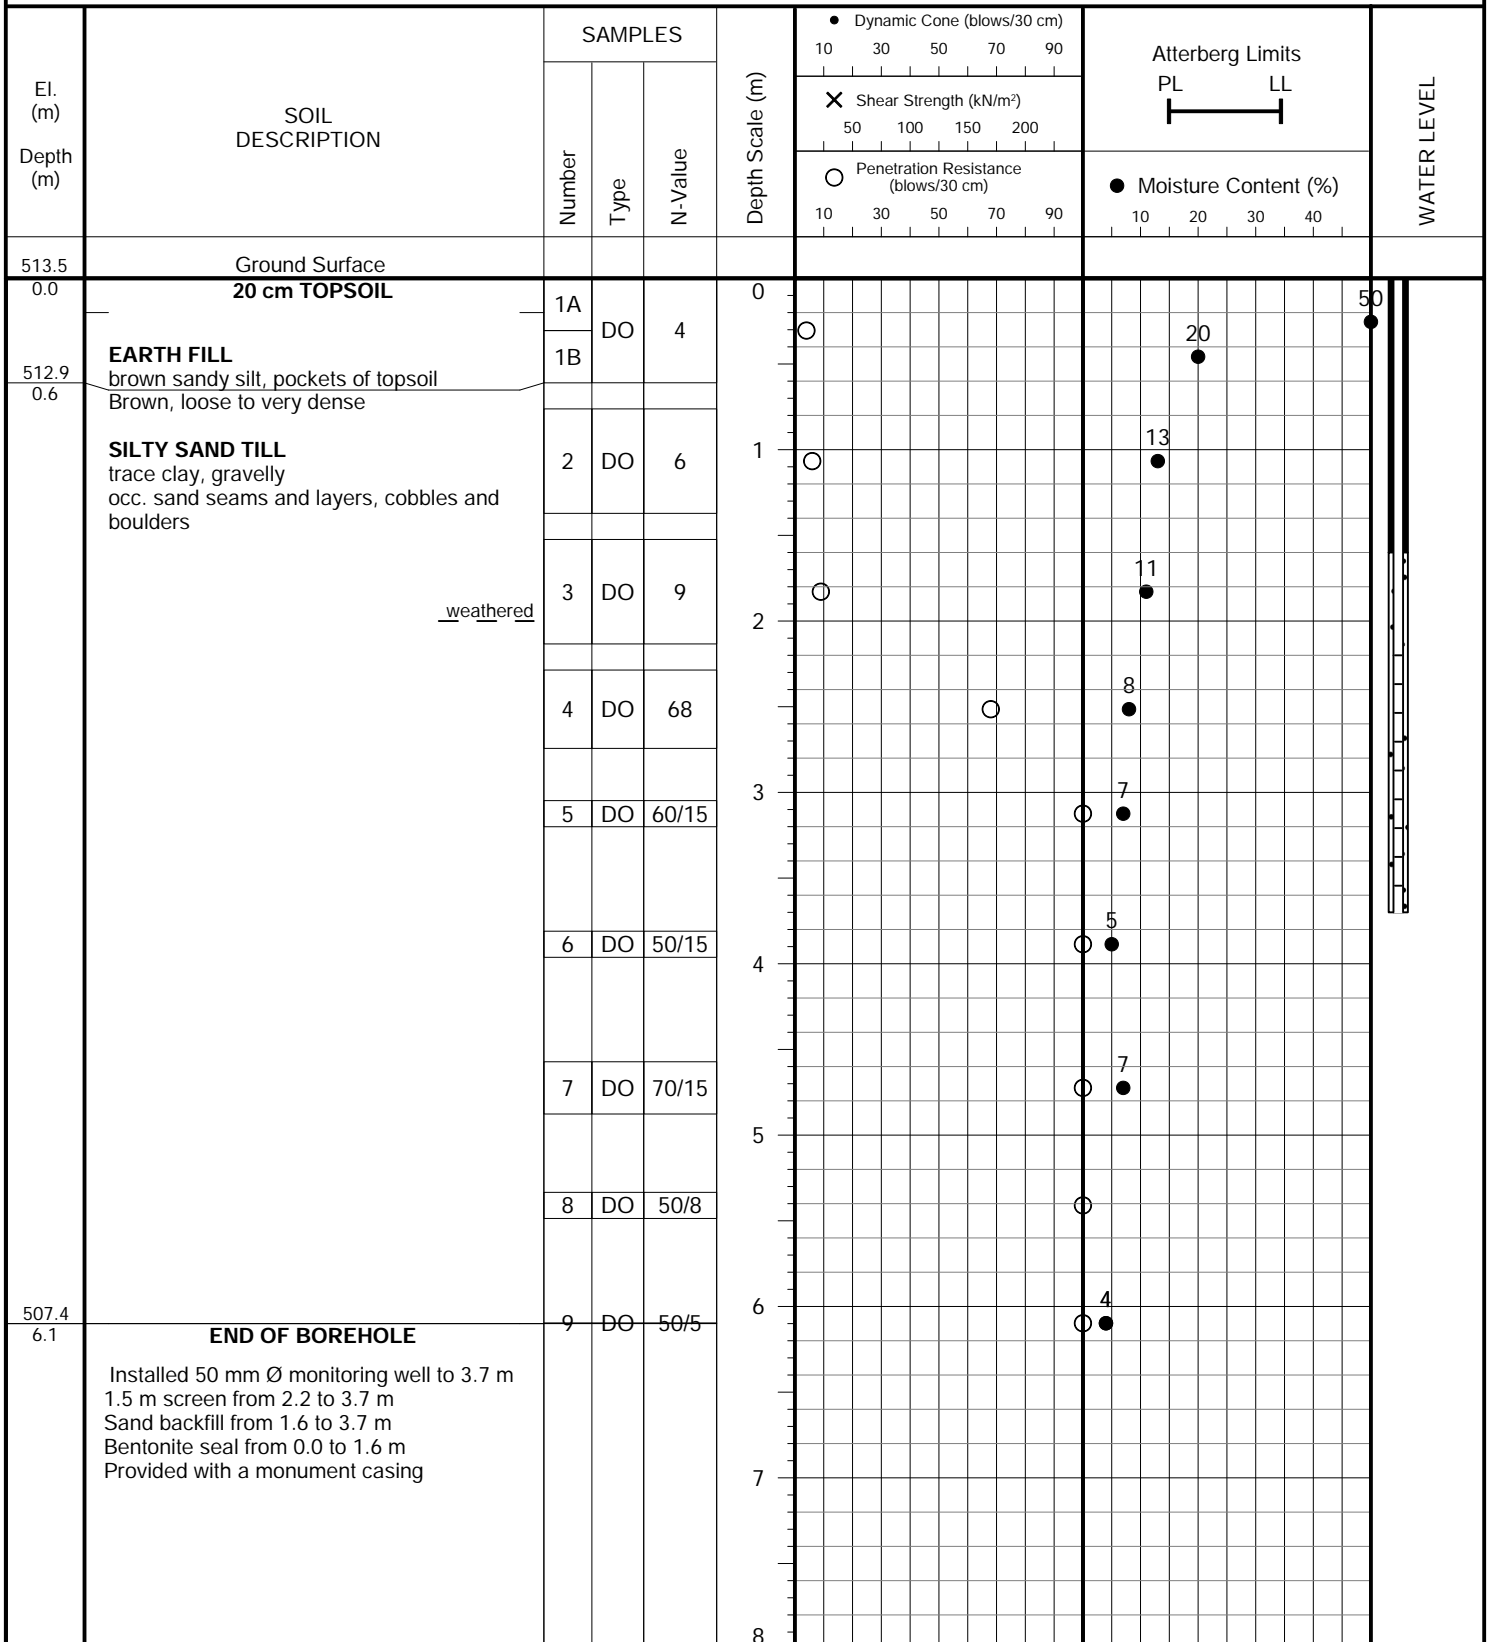 El.
(m)
Depth
(m)
SOIL
DESCRIPTION
SAMPLES
Number
Type
N-Value
Depth Scale (m)
Dynamic Cone (blows/30 cm)
10 30 50 70 90
Shear Strength (kN/m²)
50 100 150 200
Penetration Resistance
(blows/30 cm)
10 30 50 70 90
Atterberg Limits
PL LL
Moisture Content (%)
10 20 30 40
WATER LEVEL
513.5 Ground Surface
0.0 20 cm TOPSOIL 0
1A DO 4 50
1B 20
EARTH FILL
brown sandy silt, pockets of topsoil
512.9
0.6
Brown, loose to very dense
SILTY SAND TILL
trace clay, gravelly
occ. sand seams and layers, cobbles and
boulders
2 DO 6 1 13
3 DO 9 11
weathered 2
4 DO 68 8
3
5 DO 60/15 7
6 DO 50/15 5
4
7 DO 70/15 7
5
8 DO 50/8
6
507.4 9 DO 50/5 4
6.1 END OF BOREHOLE
Installed 50 mm Ø monitoring well to 3.7 m
1.5 m screen from 2.2 to 3.7 m
Sand backfill from 1.6 to 3.7 m
Bentonite seal from 0.0 to 1.6 m
Provided with a monument casing
7
8